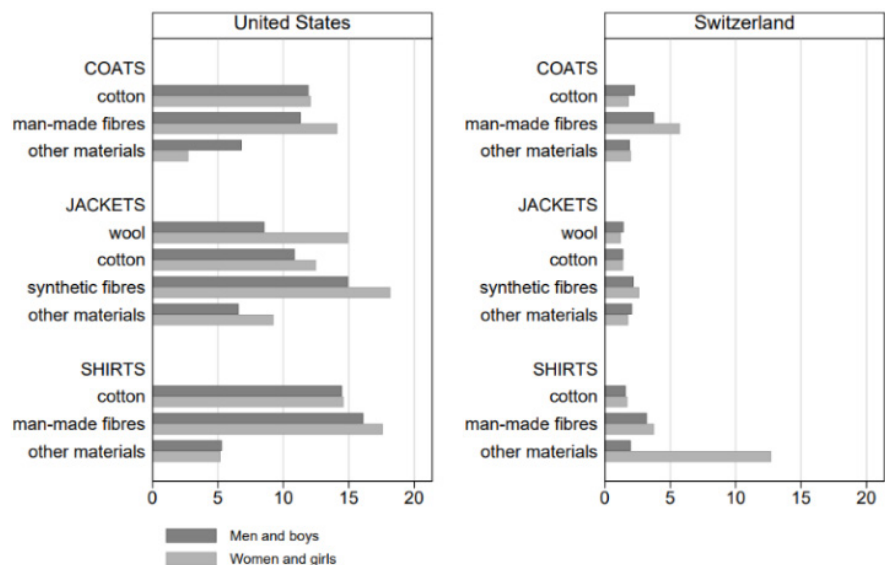 United States
COATS
cotton
man-made fibres
other materials
JACKETS
wool
cotton
synthetic fibres
other materials
SHIRTS
cotton
man-made fibres
other materials
0 5 10 15 20
Switzerland
COATS
cotton
man-made fibres
other materials
JACKETS
wool
cotton
synthetic fibres
other materials
SHIRTS
cotton
man-made fibres
other materials
0 5 10 15 20
Men and boys
Women and girls